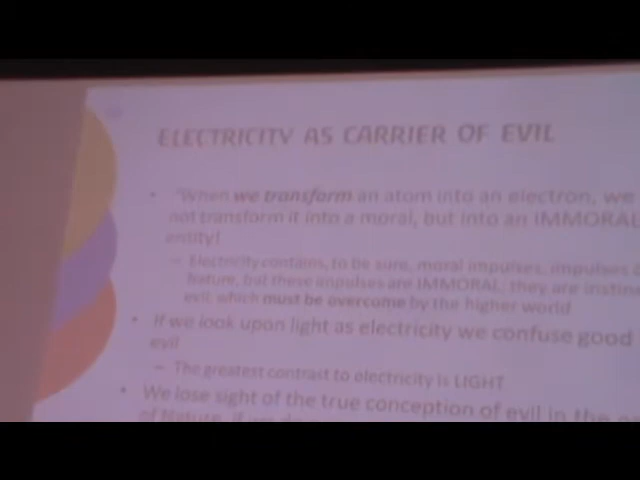 ELECTRICITY AS CARRIER OF EVIL
• "When we transform an atom into an electron, we
not transform it into a moral, but into an IMMORAL
entity!
– Electricity contains, to be sure, moral impulses, impulses
Nature, but these impulses are IMMORAL, they are
evil, which must be overcome by the higher world
• If we look upon light as electricity we confuse good
evil
– The greatest contrast to electricity is LIGHT
• We lose sight of the true conception of evil in the
of Nature, if we